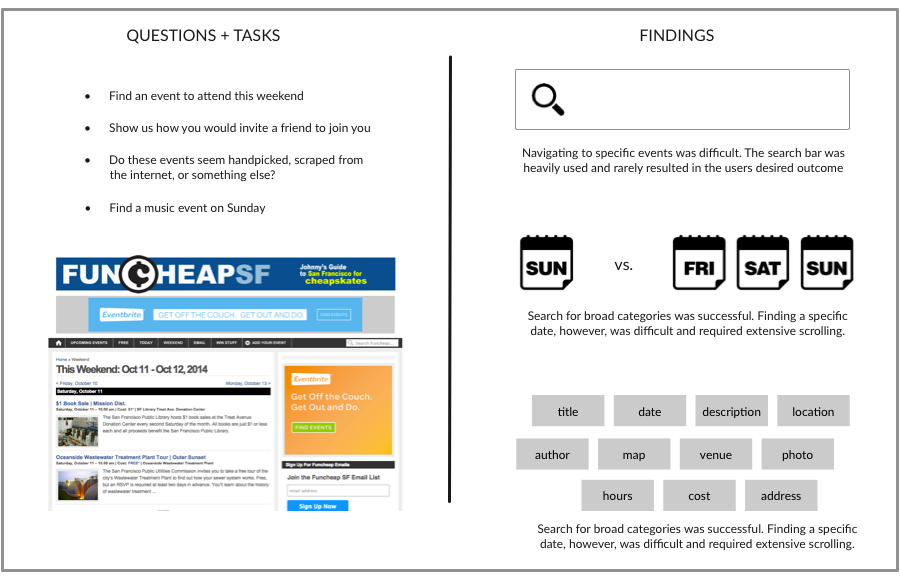 QUESTIONS + TASKS
Find an event to attend this weekend
Show us how you would invite a friend to join you
Do these events seem handpicked, scraped from
the internet, or something else?
Find a music event on Sunday
FUNCHEAPSF
Johnny's Guide
to San Francisco for
cheapskates
Eventbrite GET OFF THE COUCH. GET OUT AND DO. FIND EVENTS
UPCOMING EVENTS FREE TODAY WEEKEND EMAIL WIN STUFF ADD YOUR EVENT Search Funcheap...
Home » Weekend
This Weekend: Oct 11 - Oct 12, 2014
« Friday, October 10 Monday, October 13 »
Saturday, October 11
$1 Book Sale | Mission Dist.
Saturday, October 11 - 10:00 am | Cost: $1* | SF Library Treat Ave. Donation Center
The San Francisco Public Library hosts $1 book sales at the Treat Avenue
Donation Center every second Saturday of the month. All books are just $1 or less
each and all proceeds benefit the San Francisco Public Library.
Oceanside Wastewater Treatment Plant Tour | Outer Sunset
Saturday, October 11 - 10:00 am | Cost: FREE* | Oceanside Wastewater Treatment Plant
The San Francisco Public Utilities Commission invites you to take a free tour of the
city's Wastewater Treatment Plant to find out how your sewer system works. Free,
but an RSVP is required at least two days in advance. You'll learn about the history
of wastewater treatment ...
Eventbrite
Get Off the Couch.
Get Out and Do.
FIND EVENTS
Sign Up For Funcheap Emails
Join the Funcheap SF Email List
email address
Sign Up Now
FINDINGS
Navigating to specific events was difficult. The search bar was
heavily used and rarely resulted in the users desired outcome
SUN vs. FRI SAT SUN
Search for broad categories was successful. Finding a specific
date, however, was difficult and required extensive scrolling.
title date description location
author map venue photo
hours cost address
Search for broad categories was successful. Finding a specific
date, however, was difficult and required extensive scrolling.